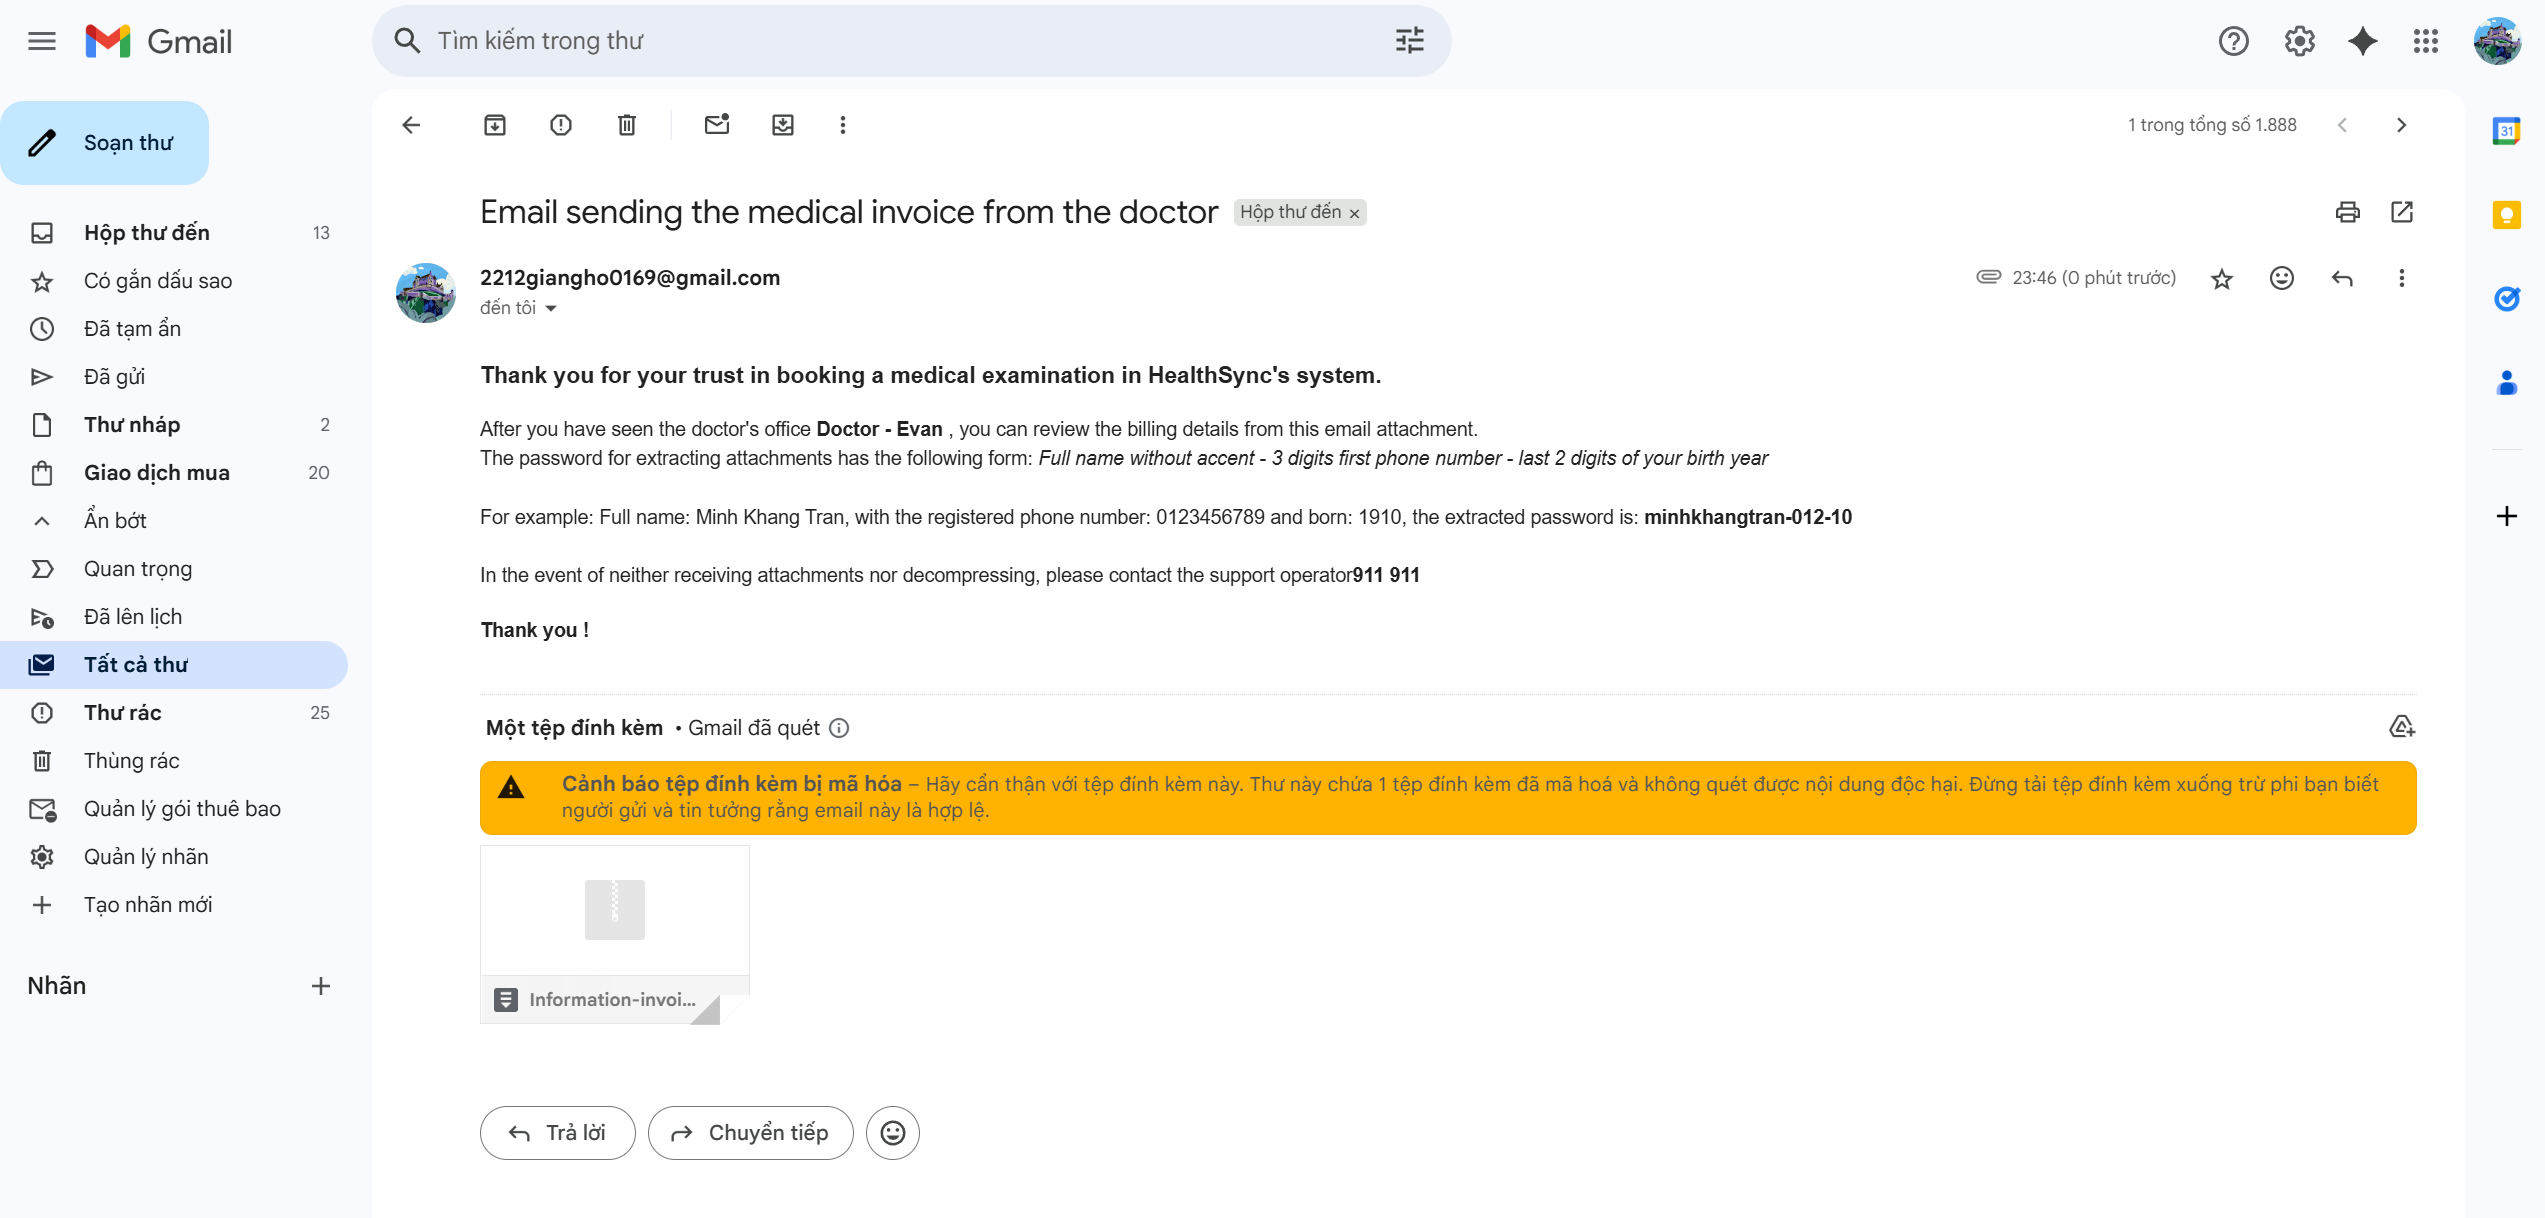 Gmail
Tìm kiếm trong thư
Soạn thư
Hộp thư đến 13
Có gắn dấu sao
Đã tạm ẩn
Đã gửi
Thư nháp 2
Giao dịch mua 20
Ẩn bớt
Quan trọng
Đã lên lịch
Tất cả thư
Thư rác 25
Thùng rác
Quản lý gói thuê bao
Quản lý nhãn
Tạo nhãn mới
Nhãn
1 trong tổng số 1.888
Email sending the medical invoice from the doctor
Hộp thư đến
2212giangho0169@gmail.com
23:46 (0 phút trước)
đến tôi
Thank you for your trust in booking a medical examination in HealthSync's system.
After you have seen the doctor's office Doctor - Evan , you can review the billing details from this email attachment.
The password for extracting attachments has the following form: Full name without accent - 3 digits first phone number - last 2 digits of your birth year
For example: Full name: Minh Khang Tran, with the registered phone number: 0123456789 and born: 1910, the extracted password is: minhkhangtran-012-10
In the event of neither receiving attachments nor decompressing, please contact the support operator911 911
Thank you !
Một tệp đính kèm • Gmail đã quét
Cảnh báo tệp đính kèm bị mã hóa – Hãy cẩn thận với tệp đính kèm này. Thư này chứa 1 tệp đính kèm đã mã hoá và không quét được nội dung độc hại. Đừng tải tệp đính kèm xuống trừ phi bạn biết
người gửi và tin tưởng rằng email này là hợp lệ.
Information-invoi...
Trả lời
Chuyển tiếp
31